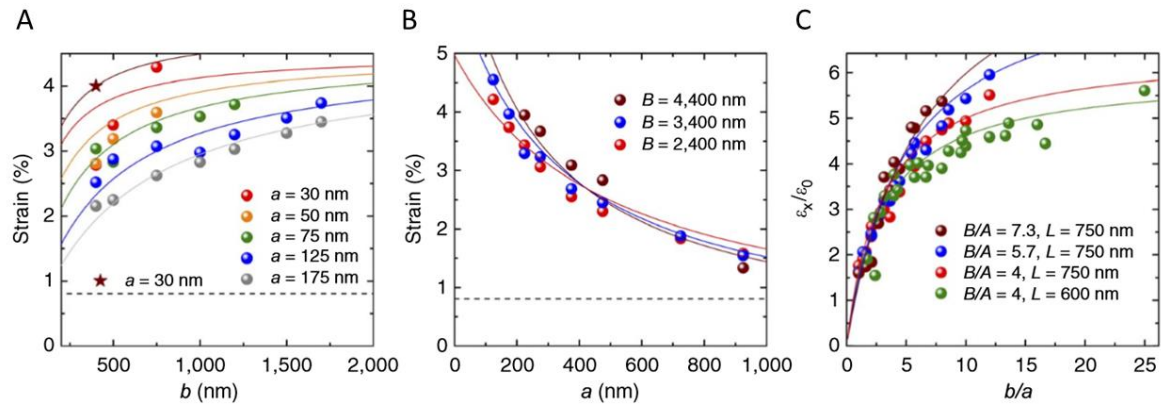 A
Strain (%)
4
3
2
1
0
a = 30 nm
a = 30 nm
a = 50 nm
a = 75 nm
a = 125 nm
a = 175 nm
500
1,000
1,500
2,000
b (nm)
B
Strain (%)
5
4
3
2
1
0
B = 4,400 nm
B = 3,400 nm
B = 2,400 nm
0
200
400
600
800
1,000
a (nm)
C
εx/ε0
6
5
4
3
2
1
0
B/A = 7.3, L = 750 nm
B/A = 5.7, L = 750 nm
B/A = 4, L = 750 nm
B/A = 4, L = 600 nm
0
5
10
15
20
25
b/a